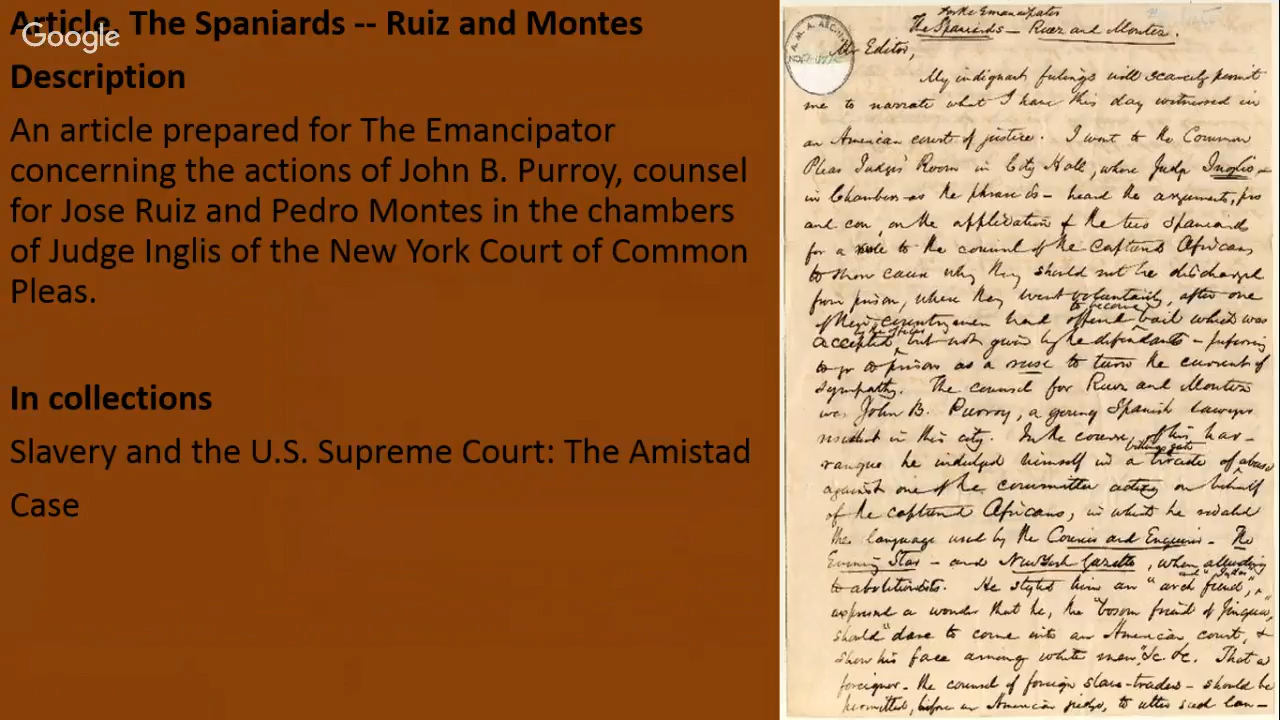 Article The Spaniards -- Ruiz and Montes
Google
Description
An article prepared for The Emancipator
concerning the actions of John B. Purroy, counsel
for Jose Ruiz and Pedro Montes in the chambers
of Judge Inglis of the New York Court of Common
Pleas.
In collections
Slavery and the U.S. Supreme Court: The Amistad
Case
For the Emancipator
The Spaniards – Ruez and Montez.
Mr Editor,
My indignant feelings will scarcely permit
me to narrate what I have this day witnessed in
an American court of justice. I went to the Common
Pleas Judges' Room in City Hall, where Judge Inglis –
in Chambers as the phrase is – heard the arguments, pro
and con, on the application of the two Spaniards
for a rule to the counsel of the captured Africans
to show cause why they should not be discharged
from prison, where they went voluntarily, after one
of their countrymen had offered to become bail which was
accepted but not given by the defendants – preferring
to go to prison as a ruse to turn the current of
sympathy. The counsel for Ruez and Montez
was John B. Purroy, a young Spanish lawyer
resident in this city. In the course, of his har-
rangue he indulged himself in a tirade of abuse
against one of the committee acting on behalf
of the captured Africans, in which he
the language used by the Courier and Enquirer – The
Evening Star – and New York Gazette, when alluding
to abolitionists. He styled him an "arch fiend,"
expressed a wonder that he, the "bosom friend of Jinqua,
should" dare to come into an American court, &
show his face among white men", &c. &c. That a
foreigner – the counsel of foreign slave-traders – should be
permitted, before an American judge, to utter such lan-